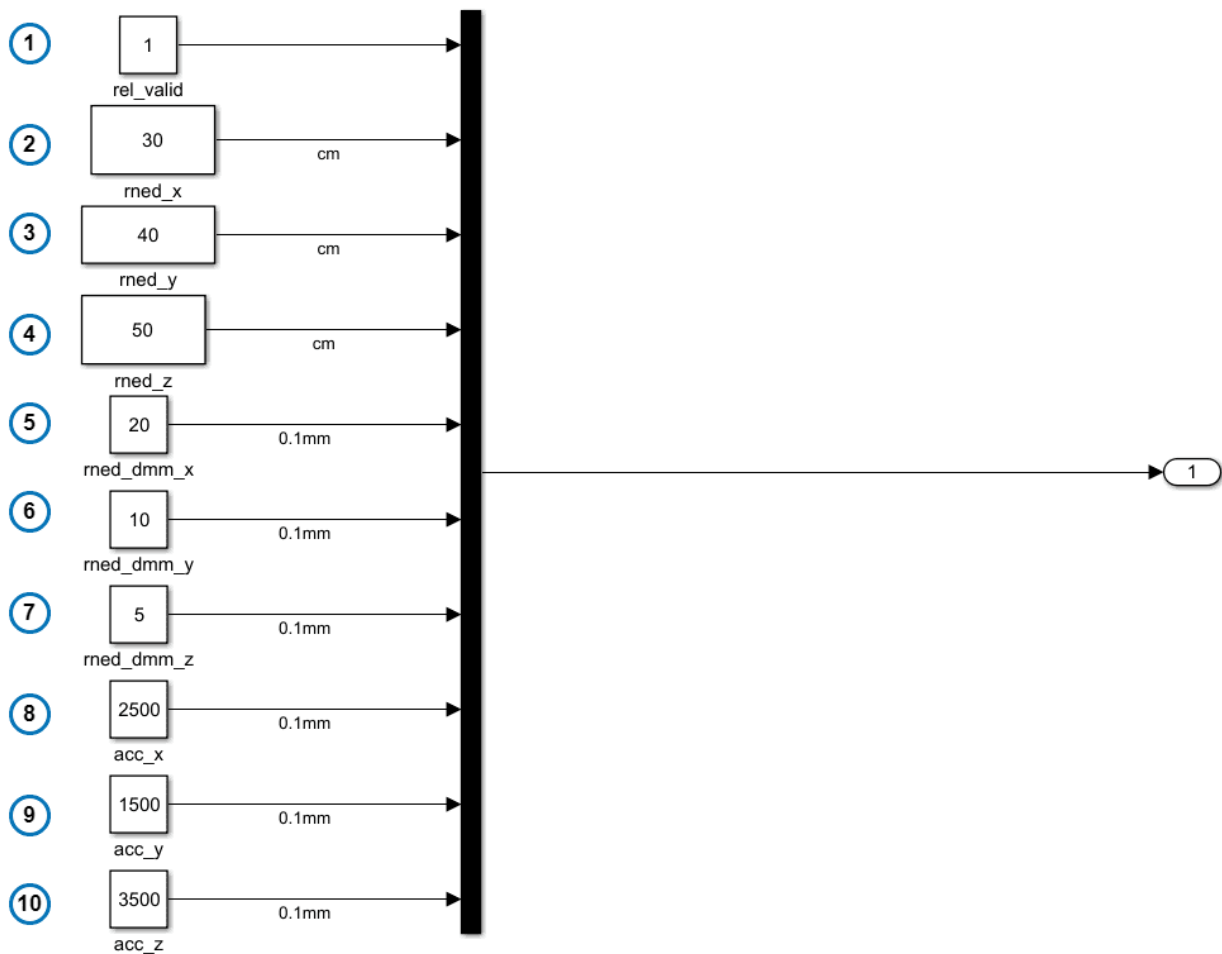 1
1
rel_valid
2
30
cm
rned_x
3
40
cm
rned_y
4
50
cm
rned_z
5
20
0.1mm
rned_dmm_x
1
6
10
0.1mm
rned_dmm_y
7
5
0.1mm
rned_dmm_z
8
2500
0.1mm
acc_x
9
1500
0.1mm
acc_y
10
3500
0.1mm
acc_z